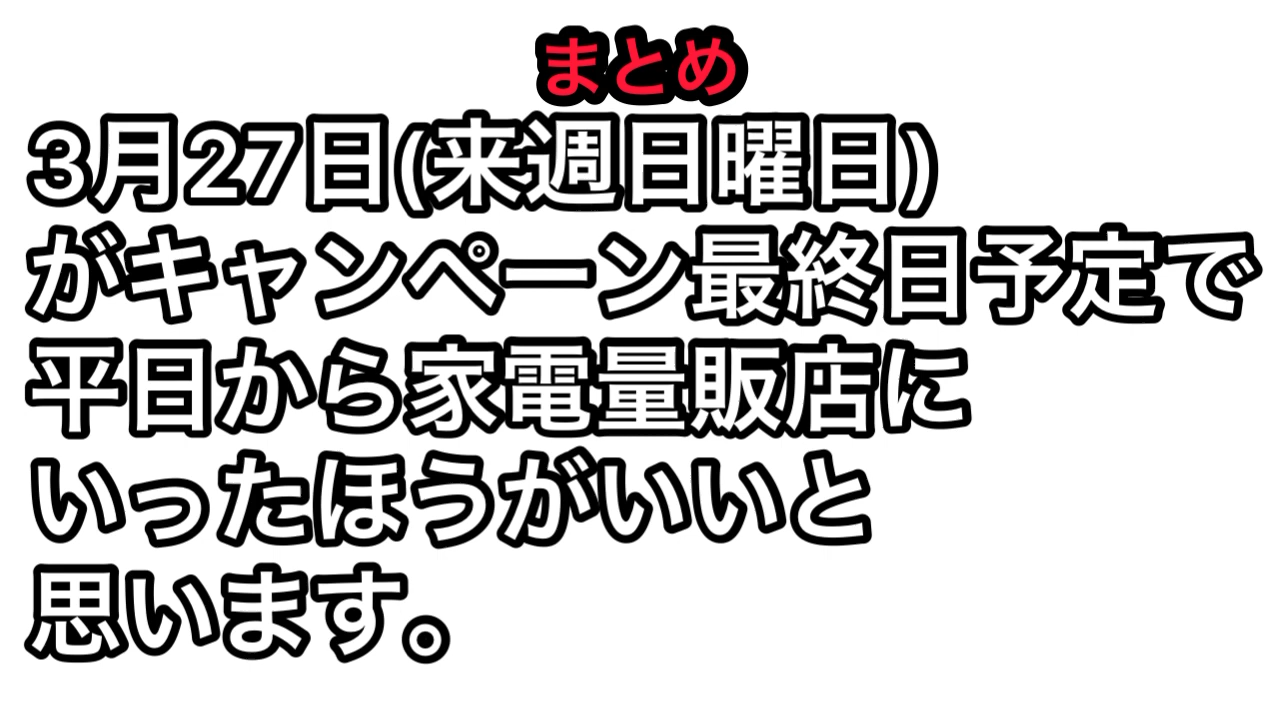 まとめ
3月27日(来週日曜日)
がキャンペーン最終日予定で
平日から家電量販店に
いったほうがいいと
思います。